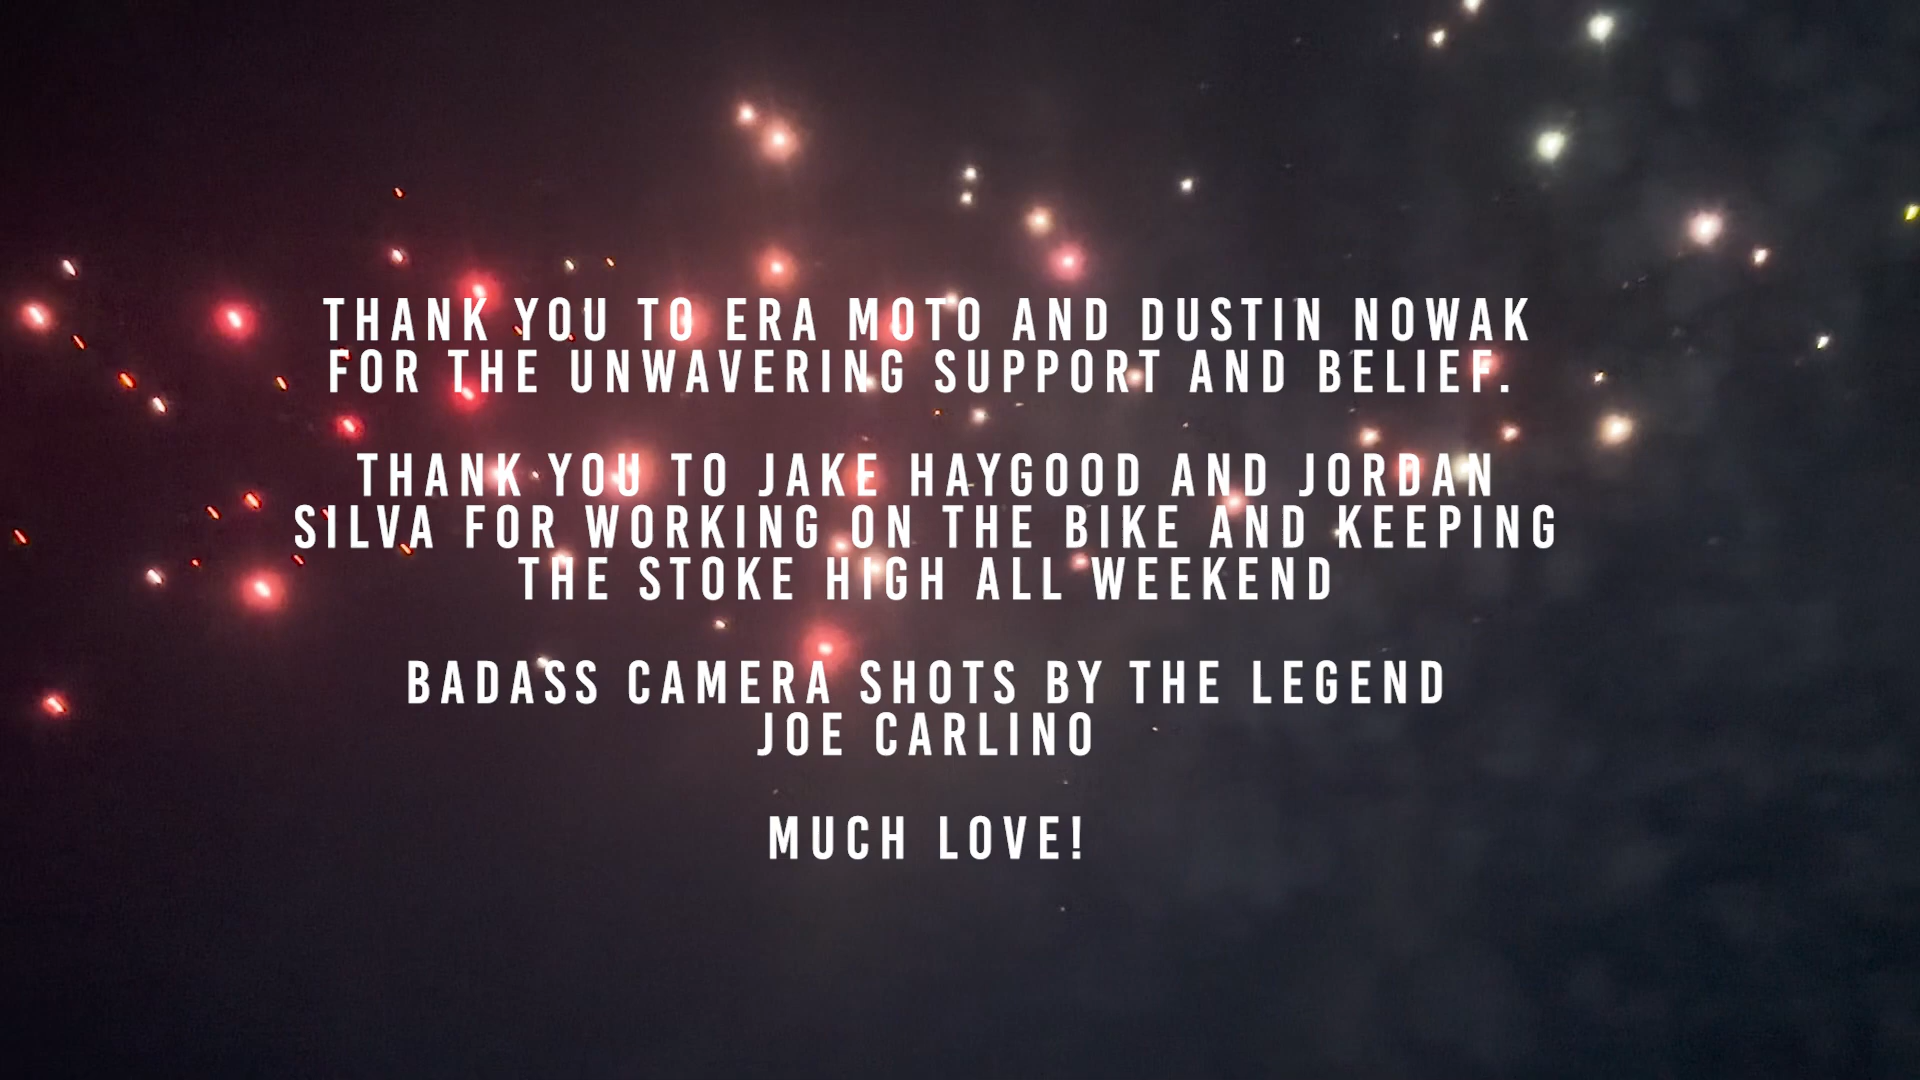 THANK YOU TO ERA MOTO AND DUSTIN NOWAK
FOR THE UNWAVERING SUPPORT AND BELIEF.
THANK YOU TO JAKE HAYGOOD AND JORDAN
SILVA FOR WORKING ON THE BIKE AND KEEPING
THE STOKE HIGH ALL WEEKEND
BADASS CAMERA SHOTS BY THE LEGEND
JOE CARLINO
MUCH LOVE!